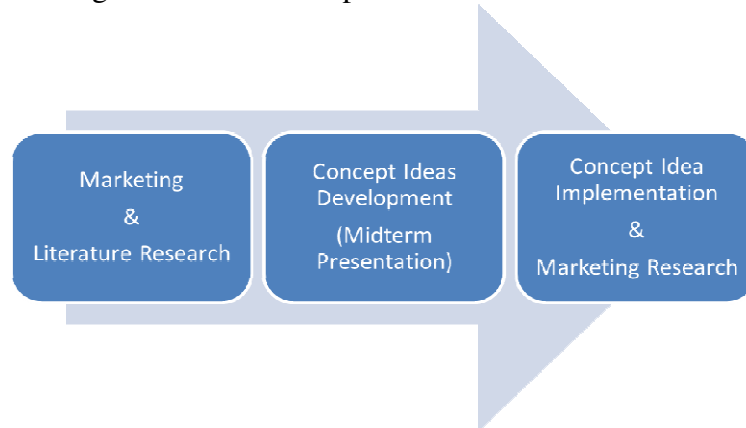 Marketing
&
Literature Research
Concept Ideas
Development
(Midterm
Presentation)
Concept Idea
Implementation
&
Marketing Research